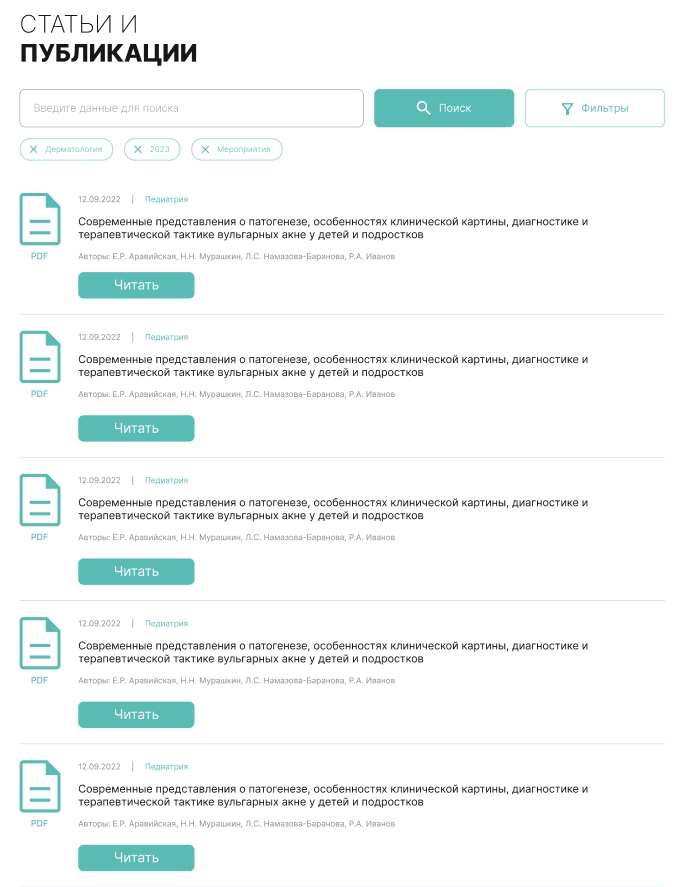 СТАТЬИ И
ПУБЛИКАЦИИ
Введите данные для поиска
Поиск
Фильтры
Дерматология
2023
Мероприятия
12.09.2022 | Педиатрия
Современные представления о патогенезе, особенностях клинической картины, диагностике и
терапевтической тактике вульгарных акне у детей и подростков
PDF
Авторы: Е.Р. Аравийская, Н.Н. Мурашкин, Л.С. Намазова-Баранова, Р.А. Иванов
Читать
12.09.2022 | Педиатрия
Современные представления о патогенезе, особенностях клинической картины, диагностике и
терапевтической тактике вульгарных акне у детей и подростков
PDF
Авторы: Е.Р. Аравийская, Н.Н. Мурашкин, Л.С. Намазова-Баранова, Р.А. Иванов
Читать
12.09.2022 | Педиатрия
Современные представления о патогенезе, особенностях клинической картины, диагностике и
терапевтической тактике вульгарных акне у детей и подростков
PDF
Авторы: Е.Р. Аравийская, Н.Н. Мурашкин, Л.С. Намазова-Баранова, Р.А. Иванов
Читать
12.09.2022 | Педиатрия
Современные представления о патогенезе, особенностях клинической картины, диагностике и
терапевтической тактике вульгарных акне у детей и подростков
PDF
Авторы: Е.Р. Аравийская, Н.Н. Мурашкин, Л.С. Намазова-Баранова, Р.А. Иванов
Читать
12.09.2022 | Педиатрия
Современные представления о патогенезе, особенностях клинической картины, диагностике и
терапевтической тактике вульгарных акне у детей и подростков
PDF
Авторы: Е.Р. Аравийская, Н.Н. Мурашкин, Л.С. Намазова-Баранова, Р.А. Иванов
Читать